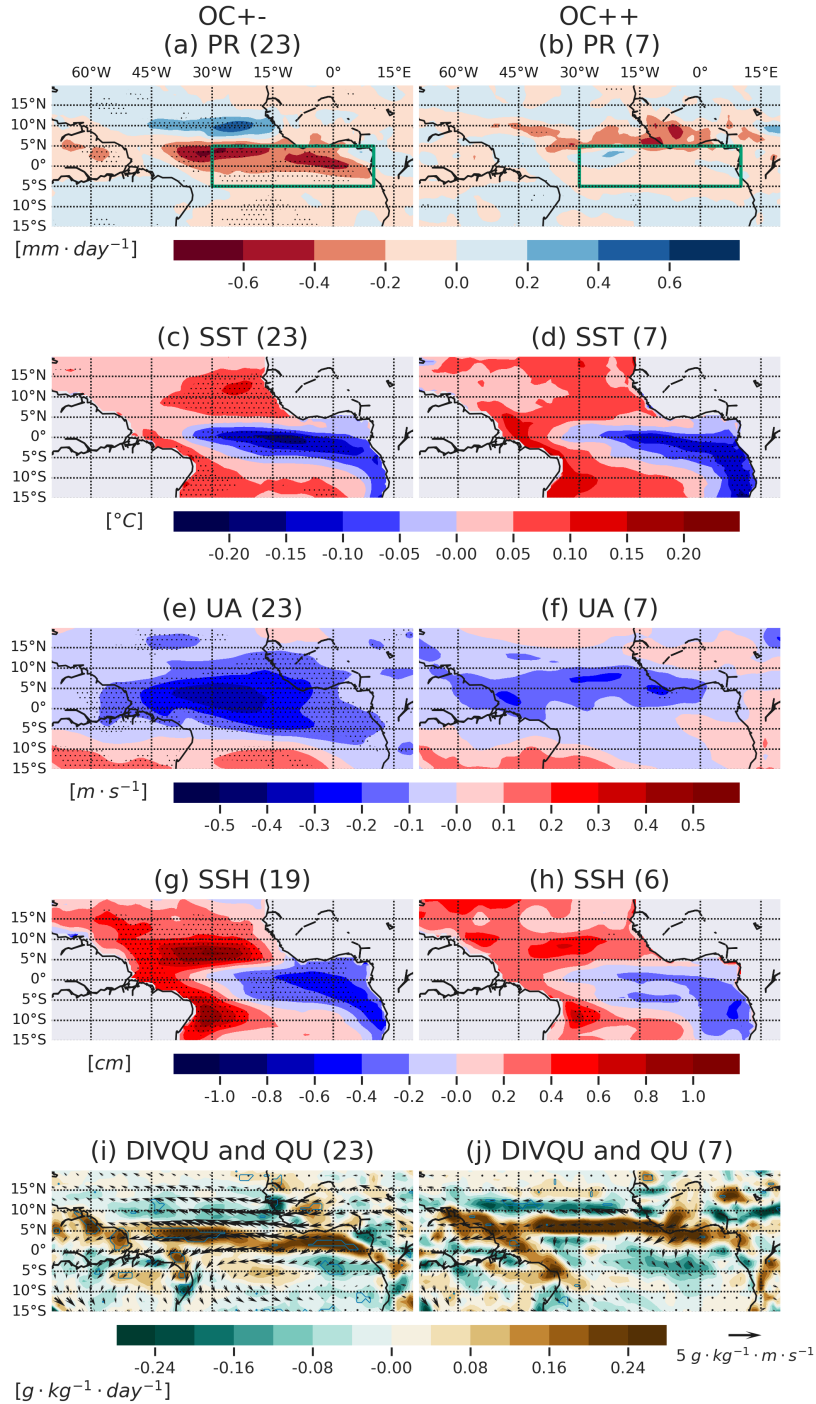 OC+- OC++
(a) PR (23) (b) PR (7)
60°W 45°W 30°W 15°W 0° 15°E 60°W 45°W 30°W 15°W 0° 15°E
15°N
10°N
5°N
0°
5°S
10°S
15°S
[mm · day⁻¹]
-0.6 -0.4 -0.2 0.0 0.2 0.4 0.6
(c) SST (23) (d) SST (7)
15°N
10°N
5°N
0°
5°S
10°S
15°S
[°C]
-0.20 -0.15 -0.10 -0.05 -0.00 0.05 0.10 0.15 0.20
(e) UA (23) (f) UA (7)
15°N
10°N
5°N
0°
5°S
10°S
15°S
[m · s⁻¹]
-0.5 -0.4 -0.3 -0.2 -0.1 -0.0 0.1 0.2 0.3 0.4 0.5
(g) SSH (19) (h) SSH (6)
15°N
10°N
5°N
0°
5°S
10°S
15°S
[cm]
-1.0 -0.8 -0.6 -0.4 -0.2 -0.0 0.2 0.4 0.6 0.8 1.0
(i) DIVQU and QU (23) (j) DIVQU and QU (7)
15°N
10°N
5°N
0°
5°S
10°S
15°S
-0.24 -0.16 -0.08 -0.00 0.08 0.16 0.24
5 g · kg⁻¹ · m · s⁻¹
[g · kg⁻¹ · day⁻¹]